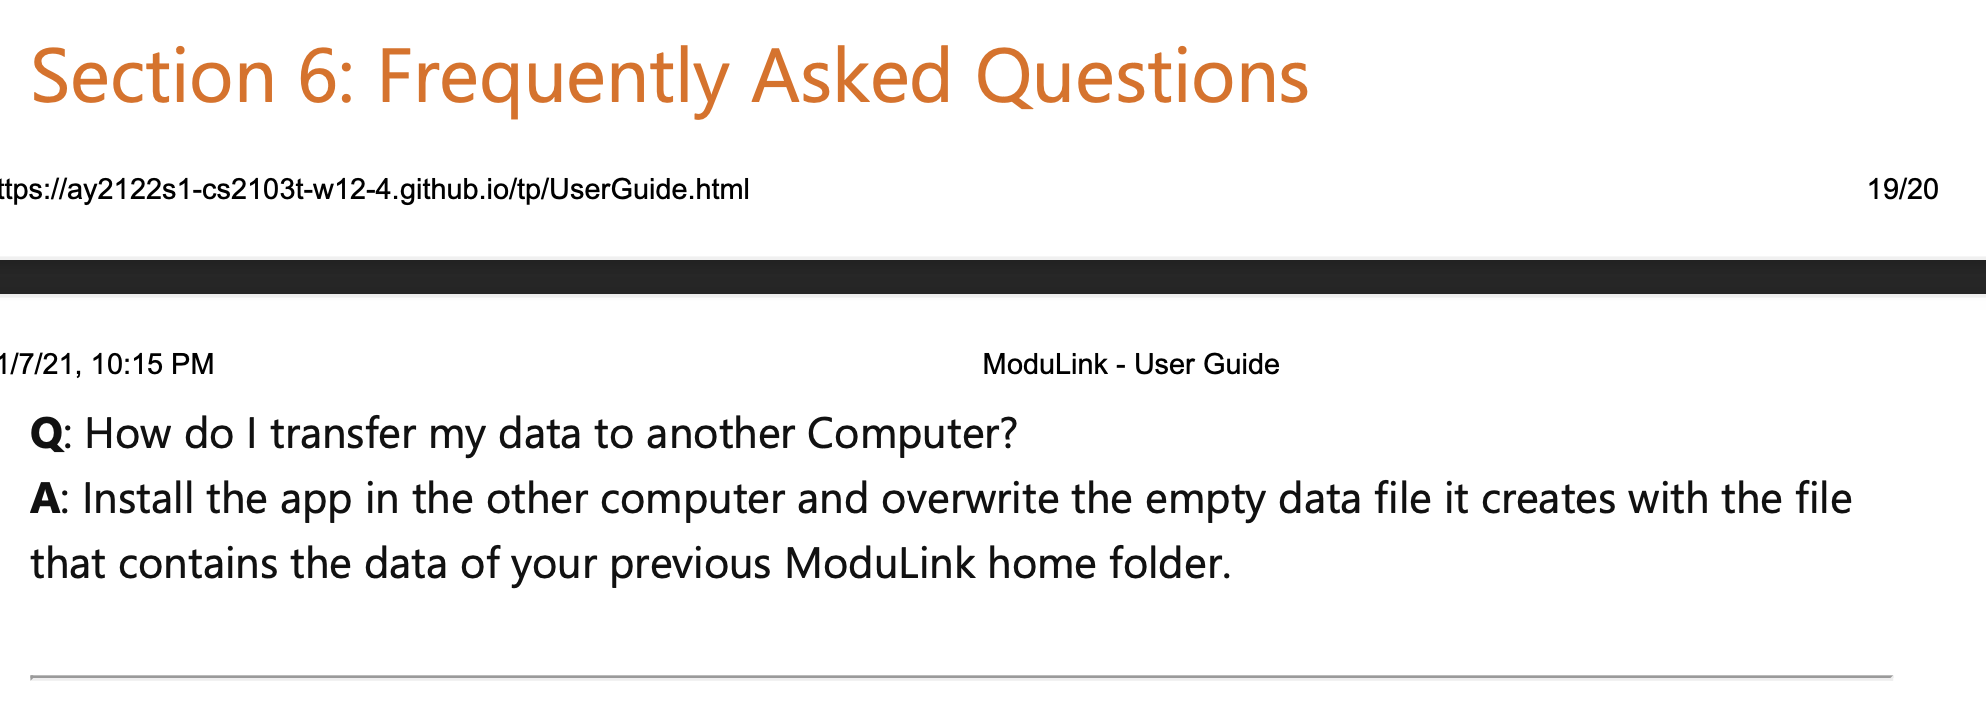 Section 6: Frequently Asked Questions
ttps://ay2122s1-cs2103t-w12-4.github.io/tp/UserGuide.html 19/20
1/7/21, 10:15 PM ModuLink - User Guide
Q: How do I transfer my data to another Computer?
A: Install the app in the other computer and overwrite the empty data file it creates with the file
that contains the data of your previous ModuLink home folder.